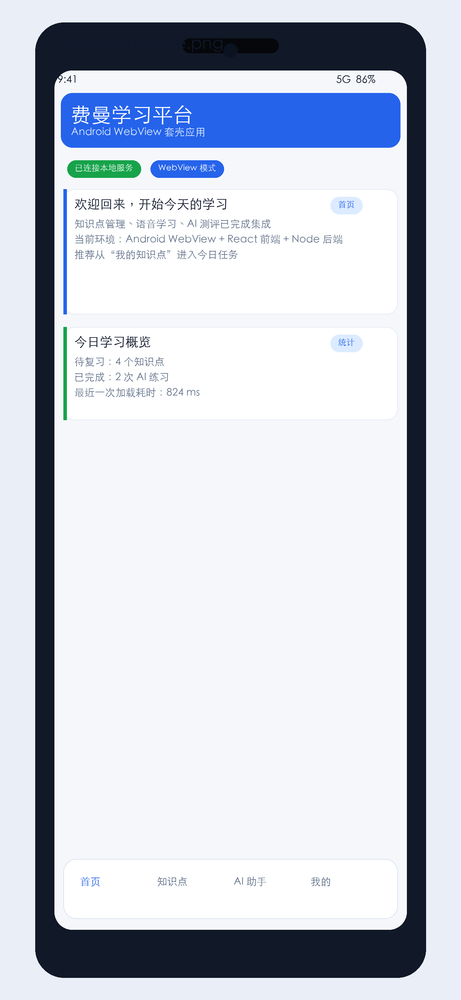 .png
9:41
5G 86%
费曼学习平台
Android WebView 套壳应用
已连接本地服务
WebView 模式
欢迎回来，开始今天的学习
首页
知识点管理、语音学习、AI 测评已完成集成
当前环境：Android WebView + React 前端 + Node 后端
推荐从“我的知识点”进入今日任务
今日学习概览
统计
待复习：4 个知识点
已完成：2 次 AI 练习
最近一次加载耗时：824 ms
首页
知识点
AI 助手
我的